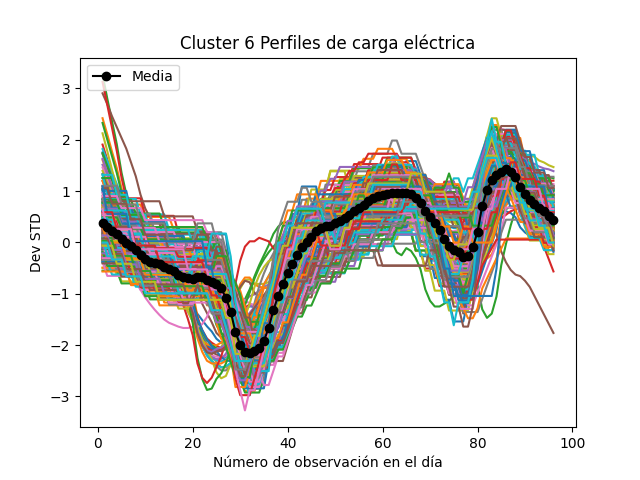 Cluster 6 Perfiles de carga eléctrica
Media
Dev STD
3
2
1
0
−1
−2
−3
0 20 40 60 80 100
Número de observación en el día